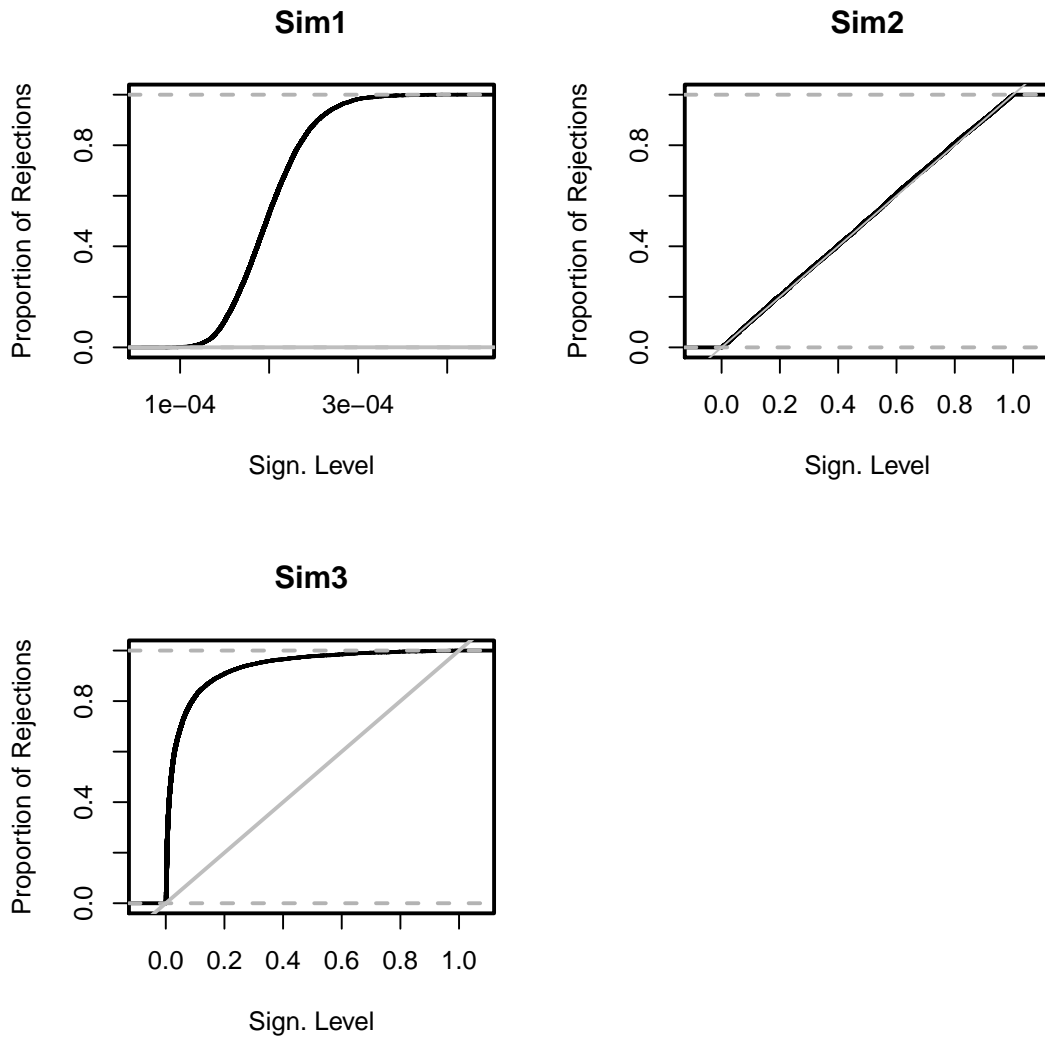 Sim1
Proportion of Rejections
0.0 0.4 0.8
1e−04 3e−04
Sign. Level
Sim2
Proportion of Rejections
0.0 0.4 0.8
0.0 0.2 0.4 0.6 0.8 1.0
Sign. Level
Sim3
Proportion of Rejections
0.0 0.4 0.8
0.0 0.2 0.4 0.6 0.8 1.0
Sign. Level